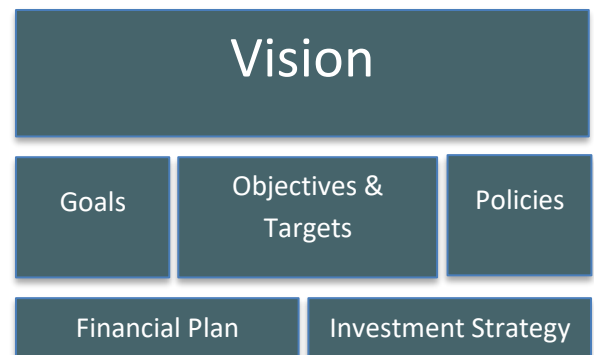 Vision
Goals
Objectives &
Targets
Policies
Financial Plan
Investment Strategy